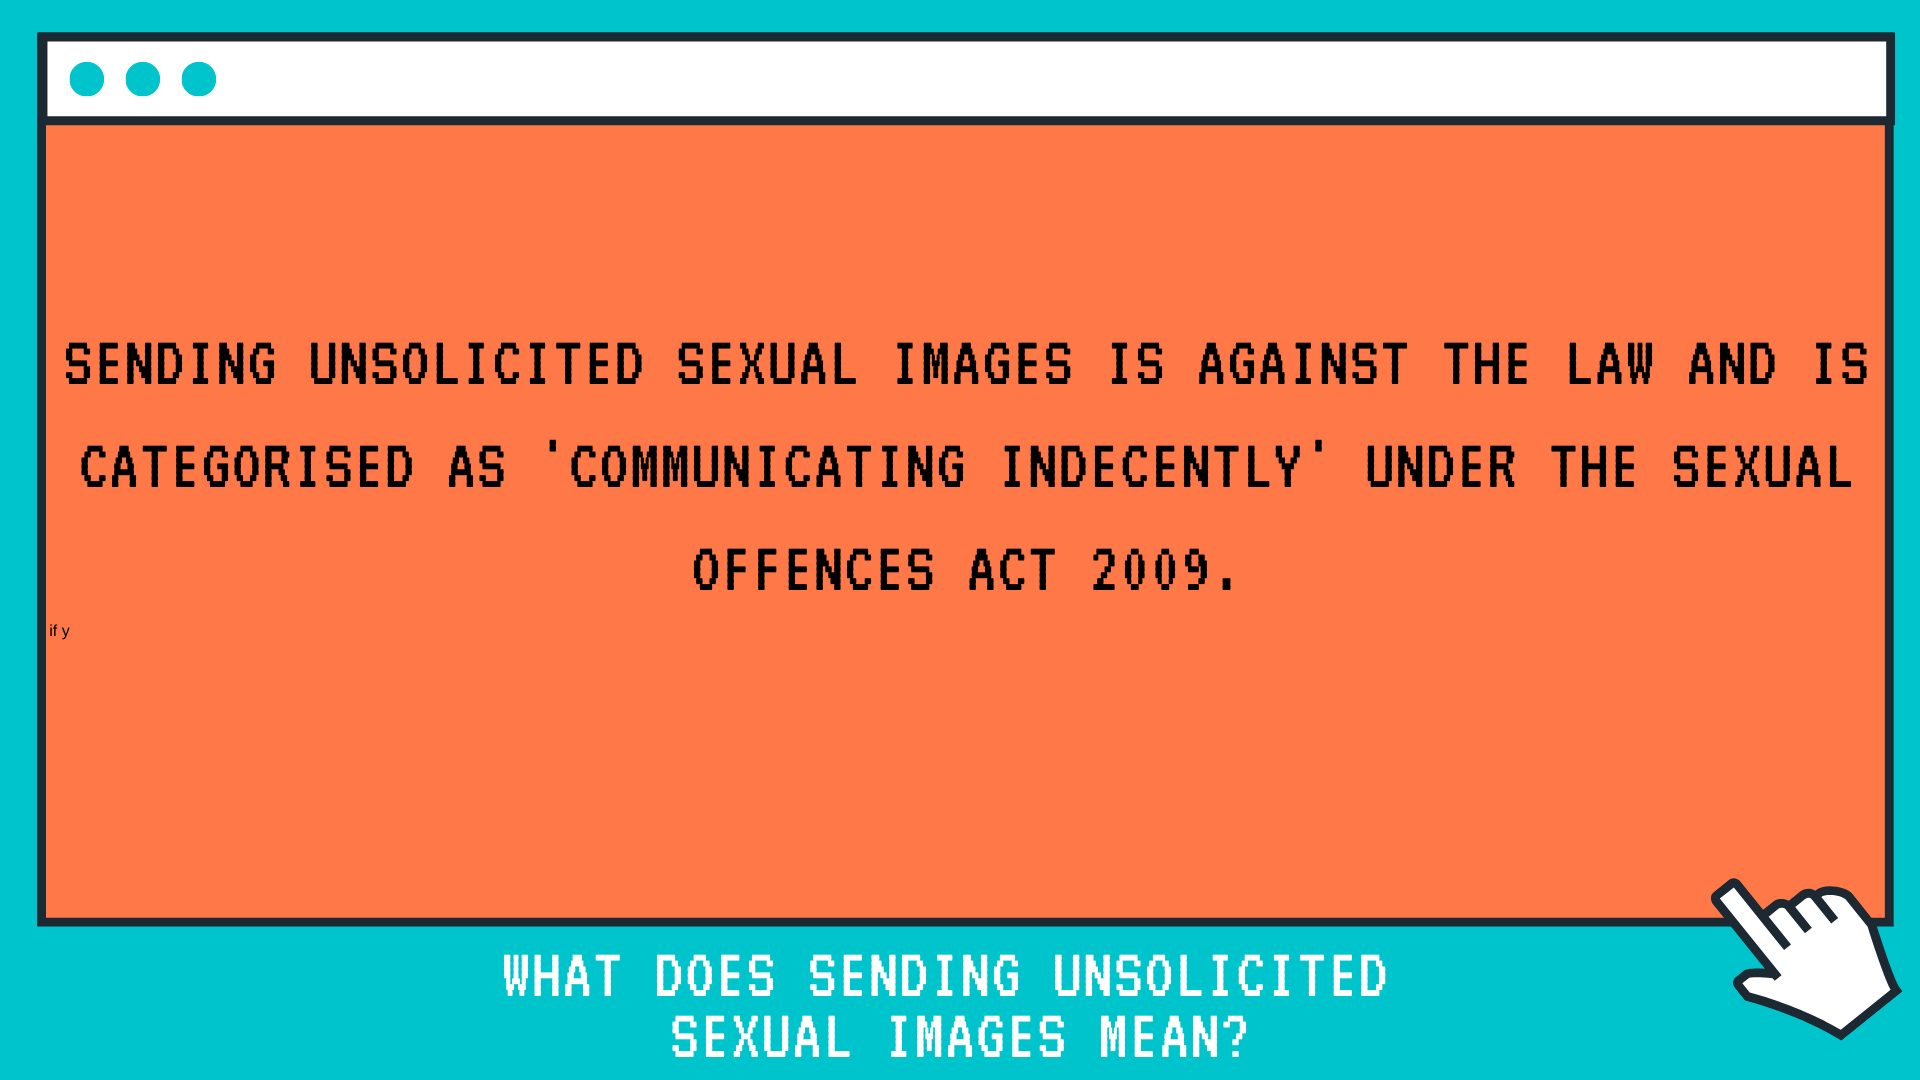 SENDING UNSOLICITED SEXUAL IMAGES IS AGAINST THE LAW AND IS
CATEGORISED AS 'COMMUNICATING INDECENTLY' UNDER THE SEXUAL
OFFENCES ACT 2009.
if y
WHAT DOES SENDING UNSOLICITED
SEXUAL IMAGES MEAN?